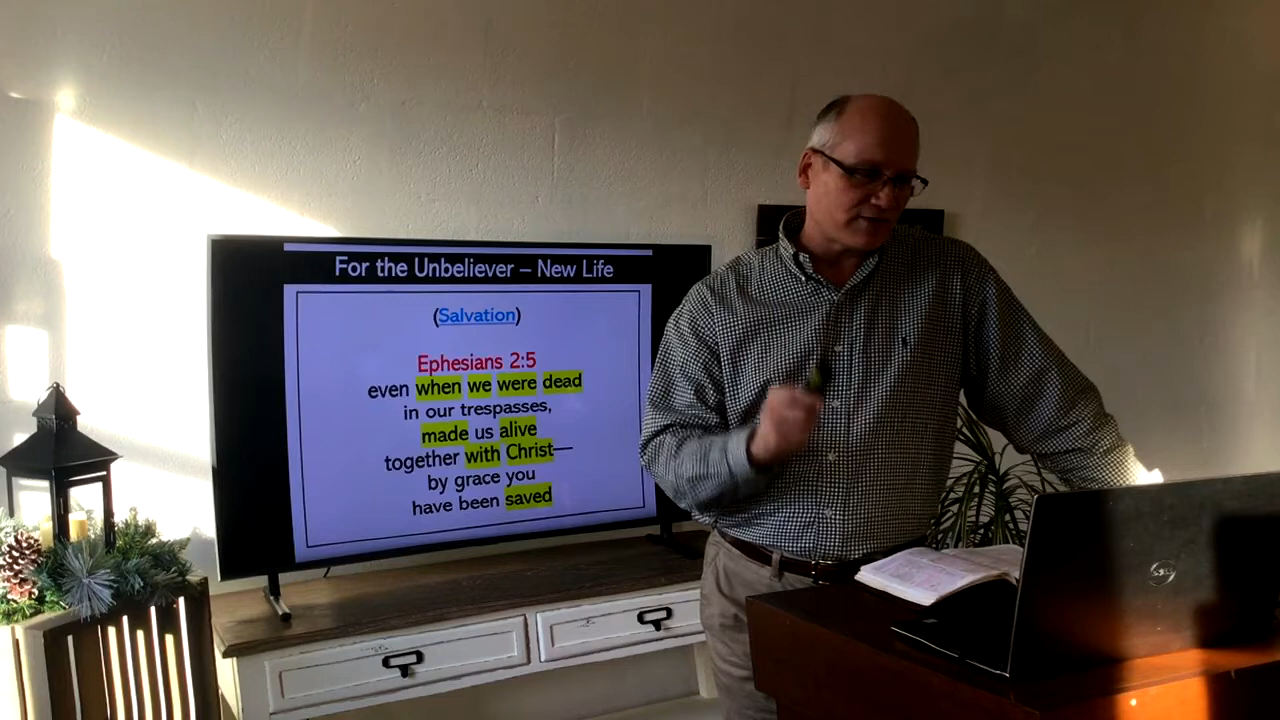 For the Unbeliever – New Life
(Salvation)
Ephesians 2:5
even when we were dead
in our trespasses,
made us alive
together with Christ—
by grace you
have been saved
DELL